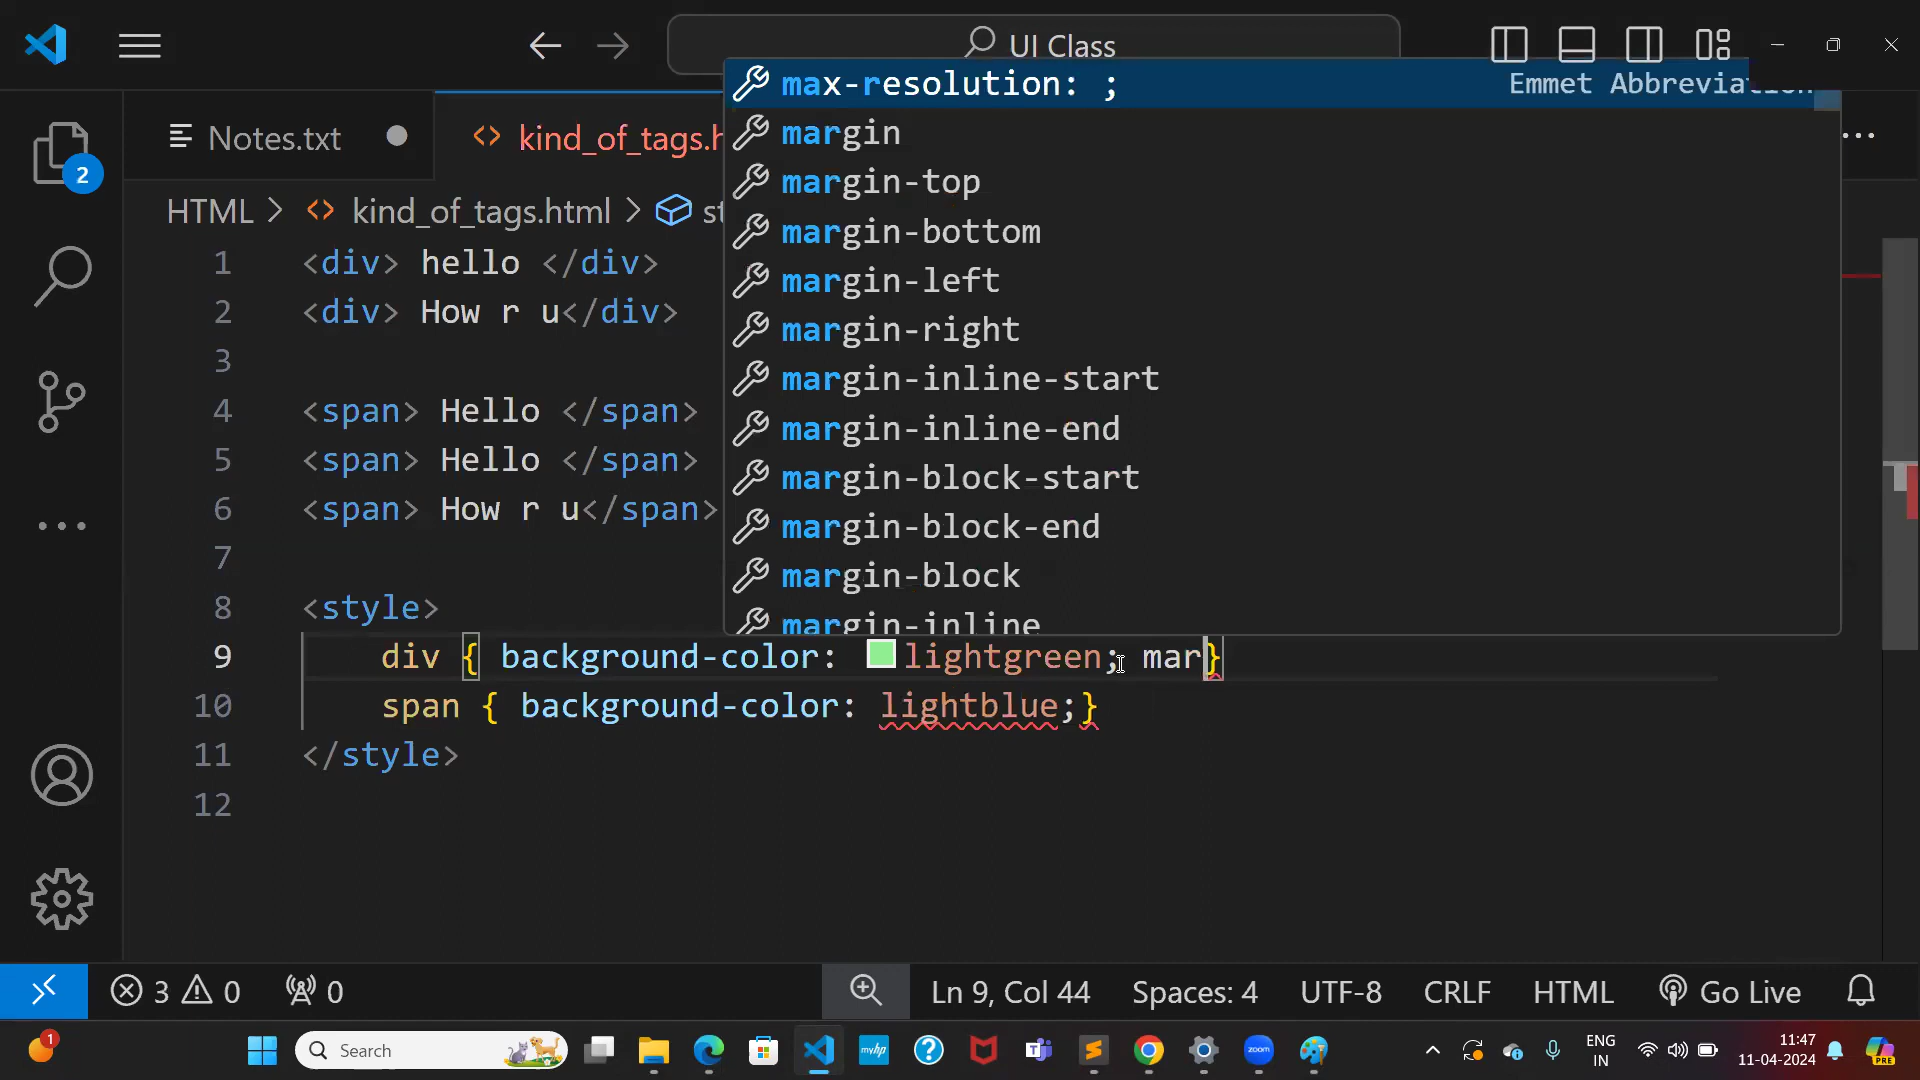 UI Class
max-resolution: ; Emmet Abbreviation
Notes.txt
kind_of_tags.h
margin
margin-top
HTML > kind_of_tags.html > st
margin-bottom
margin-left
margin-right
margin-inline-start
margin-inline-end
margin-block-start
margin-block-end
margin-block
margin-inline
1 <div> hello </div>
2 <div> How r u</div>
3
4 <span> Hello </span>
5 <span> Hello </span>
6 <span> How r u</span>
7
8 <style>
9 div { background-color: lightgreen; mar}
10 span { background-color: lightblue;}
11 </style>
12
2
3 0 0 Ln 9, Col 44 Spaces: 4 UTF-8 CRLF HTML Go Live
1 Search myhp ? zoom ENG 11:47 PRE
IN 11-04-2024